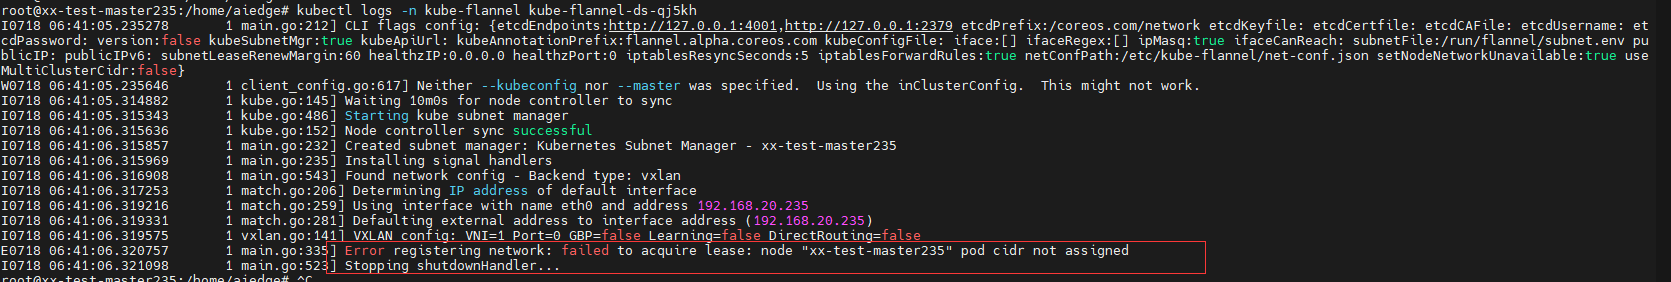 root@xx-test-master235:/home/aiedge# kubectl logs -n kube-flannel kube-flannel-ds-qj5kh
I0718 06:41:05.235278       1 main.go:212] CLI flags config: {etcdEndpoints:http://127.0.0.1:4001,http://127.0.0.1:2379 etcdPrefix:/coreos.com/network etcdKeyfile: etcdCertfile: etcdCAFile: etcdUsername: et
cdPassword: version:false kubeSubnetMgr:true kubeApiUrl: kubeAnnotationPrefix:flannel.alpha.coreos.com kubeConfigFile: iface:[] ifaceRegex:[] ipMasq:true ifaceCanReach: subnetFile:/run/flannel/subnet.env pu
blicIP: publicIPv6: subnetLeaseRenewMargin:60 healthzIP:0.0.0.0 healthzPort:0 iptablesResyncSeconds:5 iptablesForwardRules:true netConfPath:/etc/kube-flannel/net-conf.json setNodeNetworkUnavailable:true use
MultiClusterCidr:false}
W0718 06:41:05.235646       1 client_config.go:617] Neither --kubeconfig nor --master was specified.  Using the inClusterConfig.  This might not work.
I0718 06:41:05.314882       1 kube.go:145] Waiting 10m0s for node controller to sync
I0718 06:41:05.315343       1 kube.go:486] Starting kube subnet manager
I0718 06:41:06.315636       1 kube.go:152] Node controller sync successful
I0718 06:41:06.315857       1 main.go:232] Created subnet manager: Kubernetes Subnet Manager - xx-test-master235
I0718 06:41:06.315969       1 main.go:235] Installing signal handlers
I0718 06:41:06.316908       1 main.go:543] Found network config - Backend type: vxlan
I0718 06:41:06.317253       1 match.go:206] Determining IP address of default interface
I0718 06:41:06.319216       1 match.go:259] Using interface with name eth0 and address 192.168.20.235
I0718 06:41:06.319331       1 match.go:281] Defaulting external address to interface address (192.168.20.235)
I0718 06:41:06.319575       1 vxlan.go:141] VXLAN config: VNI=1 Port=0 GBP=false Learning=false DirectRouting=false
E0718 06:41:06.320757       1 main.go:335] Error registering network: failed to acquire lease: node "xx-test-master235" pod cidr not assigned
I0718 06:41:06.321098       1 main.go:523] Stopping shutdownHandler...
root@xx-test-master235:/home/aiedge# ^C